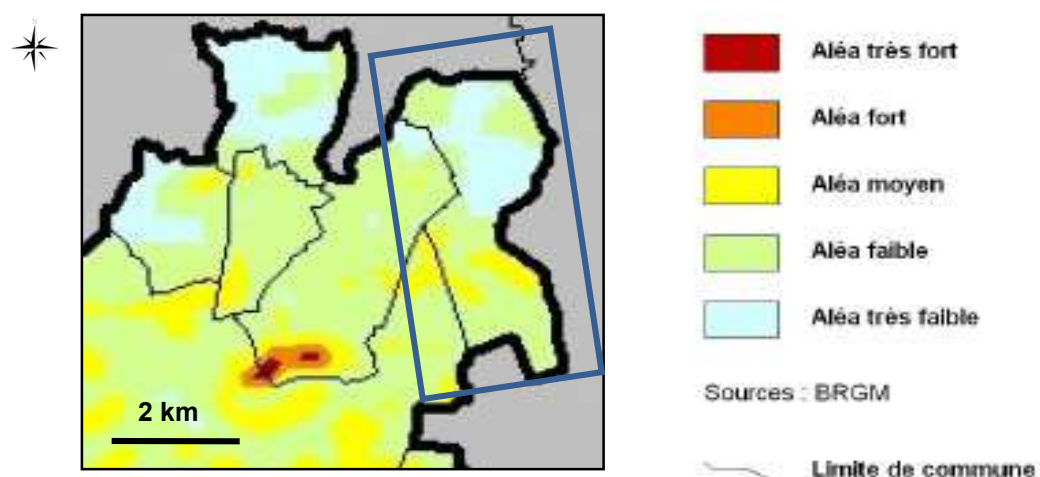 2 km
Aléa très fort
Aléa fort
Aléa moyen
Aléa faible
Aléa très faible
Sources : BRGM
Limite de commune